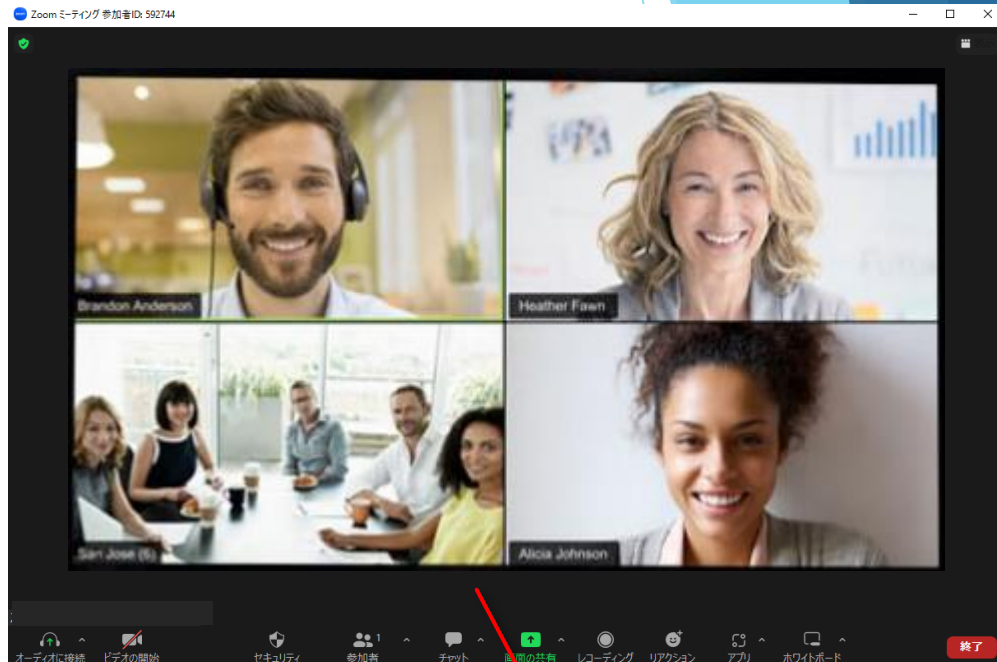 Zoom ミーティング 参加者ID: 592744
Brandon Anderson
Heather Fawn
San Jose (6)
Alicia Johnson
1
オーディオに接続 ビデオの開始 セキュリティ 参加者 チャット 画面の共有 レコーディング リアクション アプリ ホワイトボード 終了